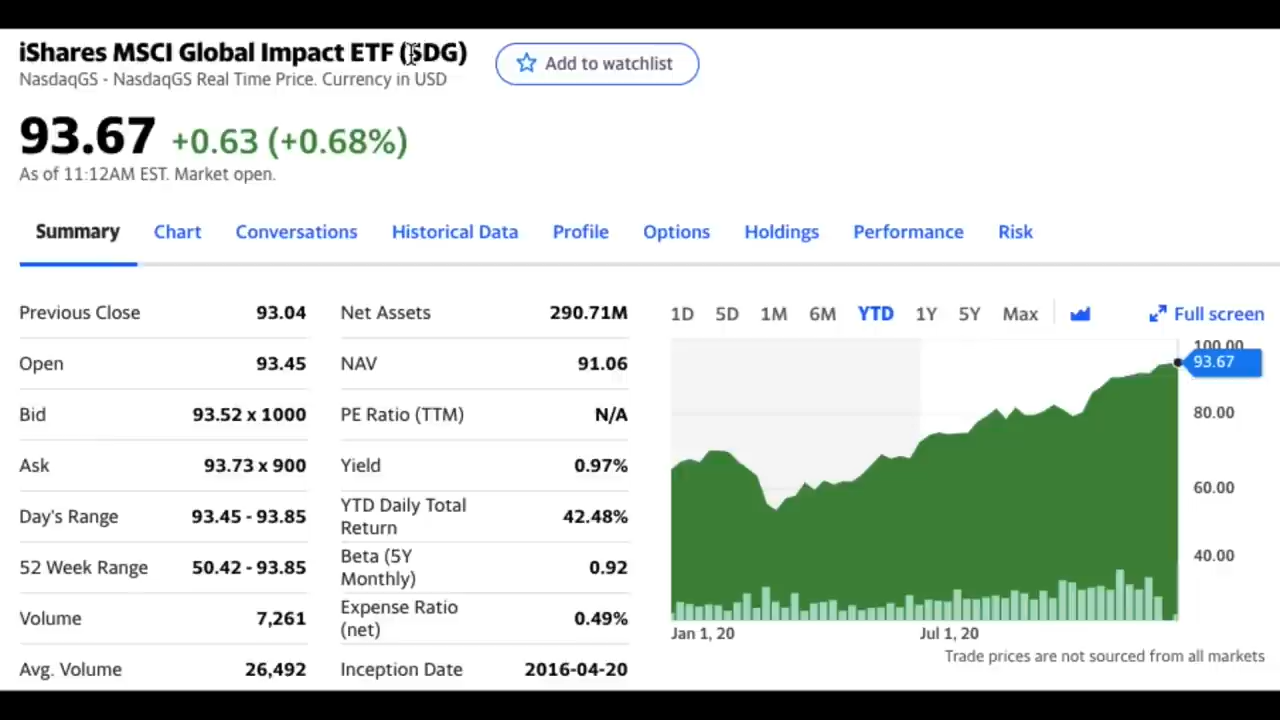 iShares MSCI Global Impact ETF (SDG)
Add to watchlist
NasdaqGS - NasdaqGS Real Time Price. Currency in USD
93.67 +0.63 (+0.68%)
As of 11:12AM EST. Market open.
Summary Chart Conversations Historical Data Profile Options Holdings Performance Risk
Previous Close 93.04
Open 93.45
Bid 93.52 x 1000
Ask 93.73 x 900
Day's Range 93.45 - 93.85
52 Week Range 50.42 - 93.85
Volume 7,261
Avg. Volume 26,492
Net Assets 290.71M
NAV 91.06
PE Ratio (TTM) N/A
Yield 0.97%
YTD Daily Total
Return 42.48%
Beta (5Y
Monthly) 0.92
Expense Ratio
(net) 0.49%
Inception Date 2016-04-20
1D 5D 1M 6M YTD 1Y 5Y Max Full screen
100.00
93.67
80.00
60.00
40.00
Jan 1, 20 Jul 1, 20
Trade prices are not sourced from all markets